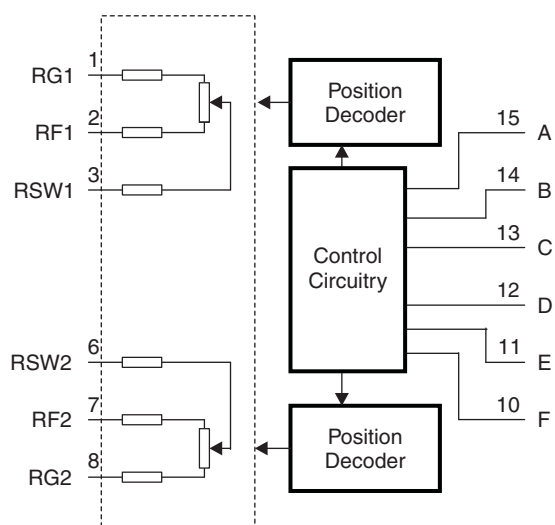 RG1 1
RF1 2
RSW1 3
RSW2 6
RF2 7
RG2 8
Position
Decoder
Control
Circuitry
Position
Decoder
15 A
14 B
13 C
12 D
11 E
10 F